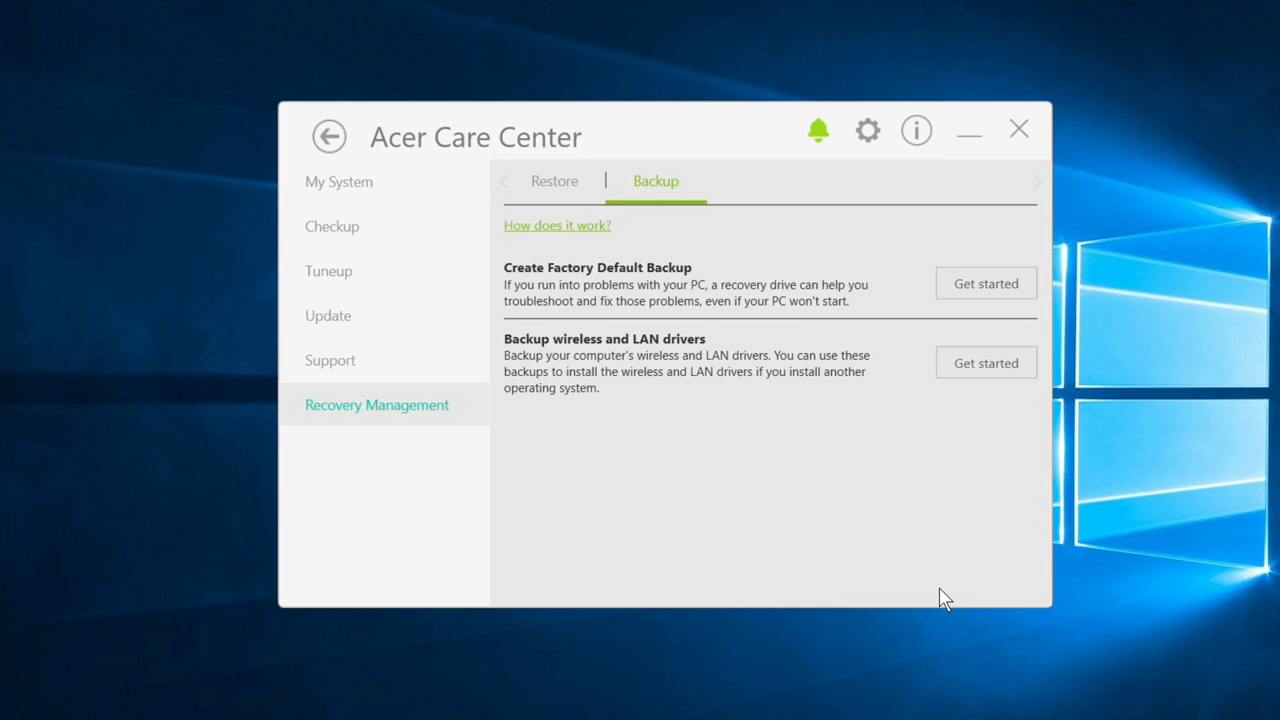 Acer Care Center
My System
Checkup
Tuneup
Update
Support
Recovery Management
Restore | Backup
How does it work?
Create Factory Default Backup
If you run into problems with your PC, a recovery drive can help you
troubleshoot and fix those problems, even if your PC won't start.
Get started
Backup wireless and LAN drivers
Backup your computer's wireless and LAN drivers. You can use these
backups to install the wireless and LAN drivers if you install another
operating system.
Get started